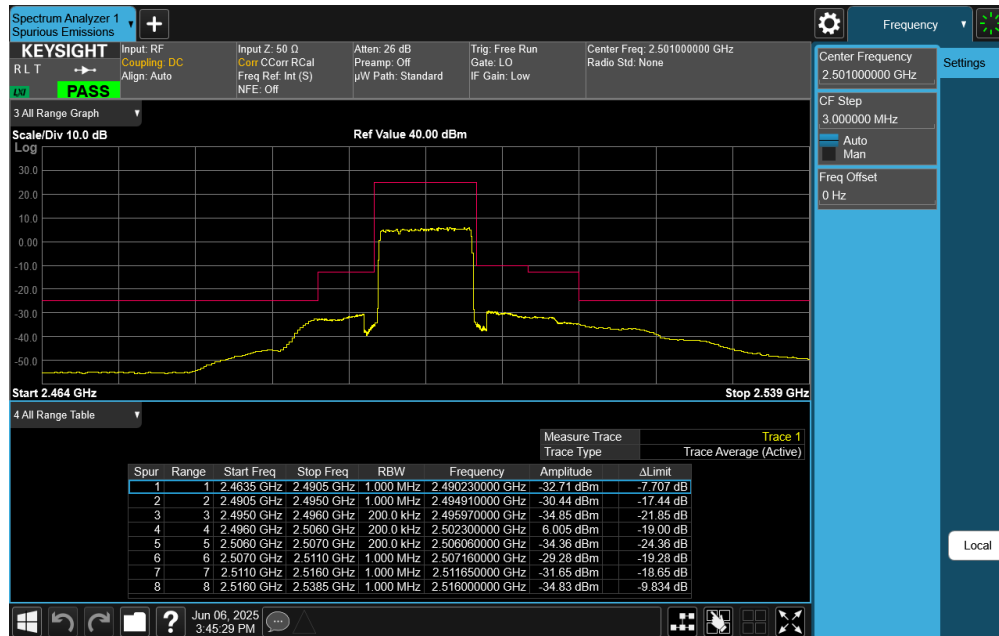 Spectrum Analyzer 1
Spurious Emissions
+
Frequency
KEYSIGHT
R L T
LXI
PASS
Input: RF
Coupling: DC
Align: Auto
Input Z: 50 Ω
Corr CCorr RCal
Freq Ref: Int (S)
NFE: Off
Atten: 26 dB
Preamp: Off
µW Path: Standard
Trig: Free Run
Gate: LO
IF Gain: Low
Center Freq: 2.501000000 GHz
Radio Std: None
Center Frequency
2.501000000 GHz
Settings
CF Step
3.000000 MHz
Auto
Man
Freq Offset
0 Hz
Local
3 All Range Graph
Scale/Div 10.0 dB
Ref Value 40.00 dBm
Log
30.0
20.0
10.0
0.00
-10.0
-20.0
-30.0
-40.0
-50.0
Start 2.464 GHz
Stop 2.539 GHz
4 All Range Table
Measure Trace Trace 1
Trace Type Trace Average (Active)
Spur Range Start Freq Stop Freq RBW Frequency Amplitude ΔLimit
1 1 2.4635 GHz 2.4905 GHz 1.000 MHz 2.490230000 GHz -32.71 dBm -7.707 dB
2 2 2.4905 GHz 2.4950 GHz 1.000 MHz 2.494910000 GHz -30.44 dBm -17.44 dB
3 3 2.4950 GHz 2.4960 GHz 200.0 kHz 2.495970000 GHz -34.85 dBm -21.85 dB
4 4 2.4960 GHz 2.5060 GHz 200.0 kHz 2.502300000 GHz 6.005 dBm -19.00 dB
5 5 2.5060 GHz 2.5070 GHz 200.0 kHz 2.506060000 GHz -34.36 dBm -24.36 dB
6 6 2.5070 GHz 2.5110 GHz 1.000 MHz 2.507160000 GHz -29.28 dBm -19.28 dB
7 7 2.5110 GHz 2.5160 GHz 1.000 MHz 2.511650000 GHz -31.65 dBm -18.65 dB
8 8 2.5160 GHz 2.5385 GHz 1.000 MHz 2.516000000 GHz -34.83 dBm -9.834 dB
?
Jun 06, 2025
3:45:29 PM